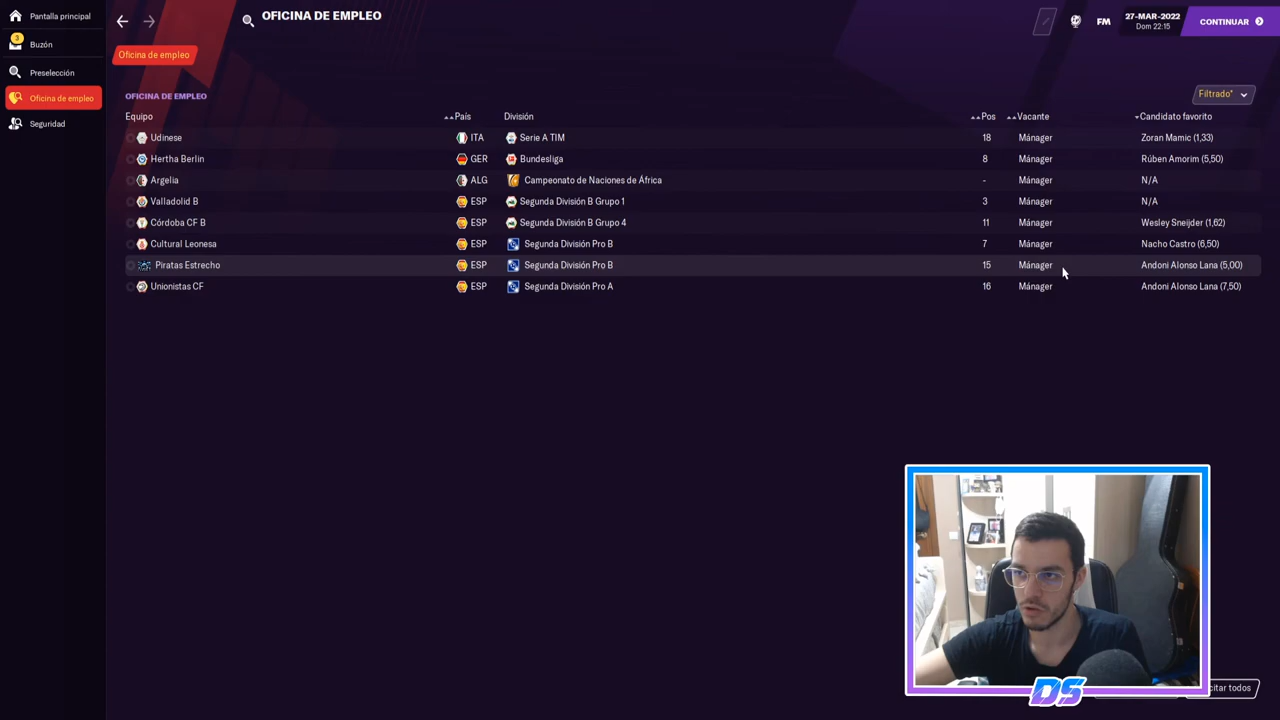 Pantalla principal
OFICINA DE EMPLEO
27-MAR-2022
Dom 22:15
FM
CONTINUAR
3
Buzón
Preselección
Oficina de empleo
Seguridad
Oficina de empleo
OFICINA DE EMPLEO
Filtrado*
Equipo País División Pos Vacante Candidato favorito
Udinese ITA Serie A TIM 18 Mánager Zoran Mamic (1,33)
Hertha Berlin GER Bundesliga 8 Mánager Rúben Amorim (5,50)
Argelia ALG Campeonato de Naciones de África - Mánager N/A
Valladolid B ESP Segunda División B Grupo 1 3 Mánager N/A
Córdoba CF B ESP Segunda División B Grupo 4 11 Mánager Wesley Sneijder (1,62)
Cultural Leonesa ESP Segunda División Pro B 7 Mánager Nacho Castro (6,50)
Piratas Estrecho ESP Segunda División Pro B 15 Mánager Andoni Alonso Lana (5,00)
Unionistas CF ESP Segunda División Pro A 16 Mánager Andoni Alonso Lana (7,50)
DS
todos